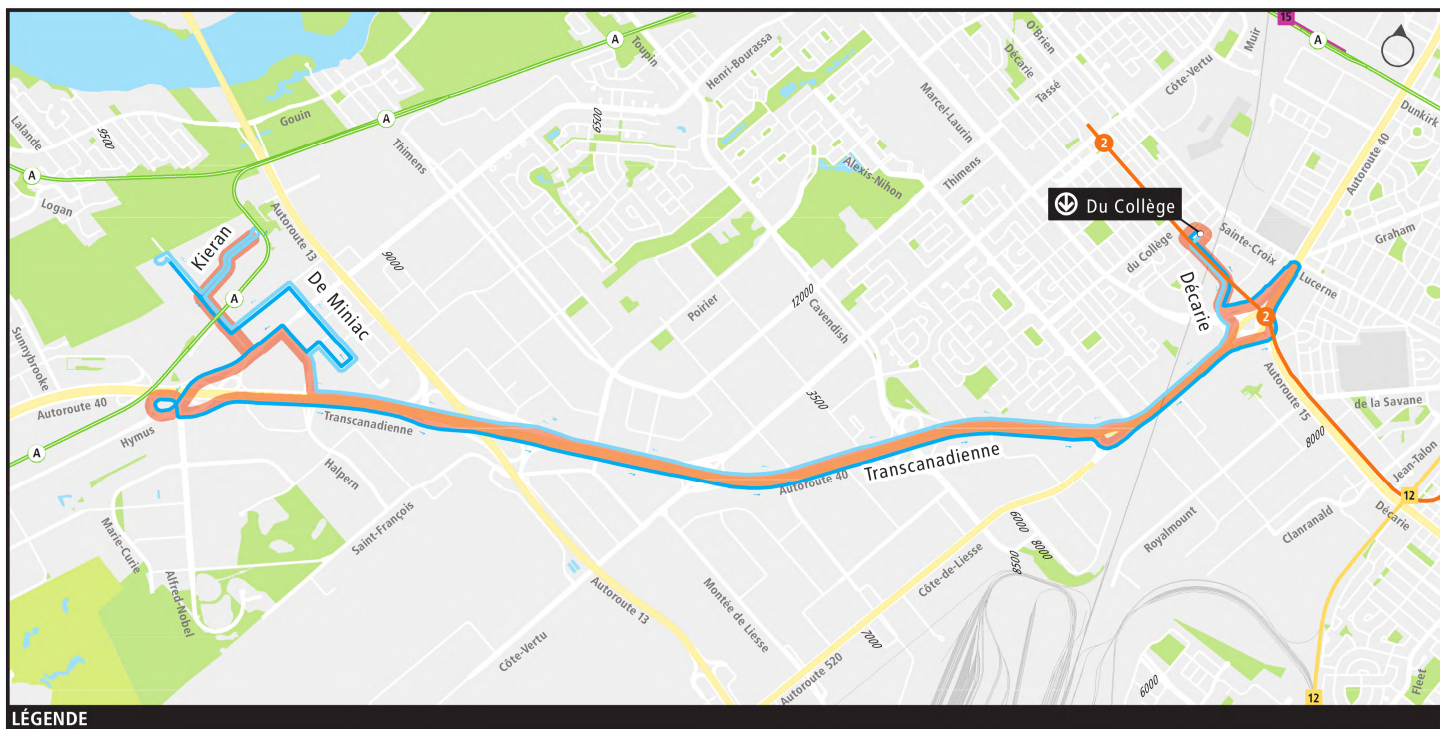 15
A
A
Toupin
Henri-Bourassa
O'Brien
Décarie
Tassé
Côte-Vertu
Muir
Dunkirk
Autoroute 40
Lalande
9500
Gouin
A
Thimens
6500
Marcel-Laurin
Thimens
Alexis-Nihon
2
A
Logan
Kieran
Autoroute 13
De Miniac
9000
Du Collège
du Collège
Sainte-Croix
Lucerne
Graham
Décarie
2
A
Poirier
12000
Cavendish
Sunnybrooke
Autoroute 40
Hymus
A
Transcanadienne
3500
Transcanadienne
Autoroute 40
Autoroute 15
de la Savane
8000
Jean-Talon
12
Décarie
Halpern
Saint-François
Marie-Curie
Alfred-Nobel
Côte-Vertu
Autoroute 13
Montée de Liesse
Côte-de-Liesse
6000
8000
8500
7000
Autoroute 520
Royalmount
Clanranald
6000
12
Fleet
LÉGENDE